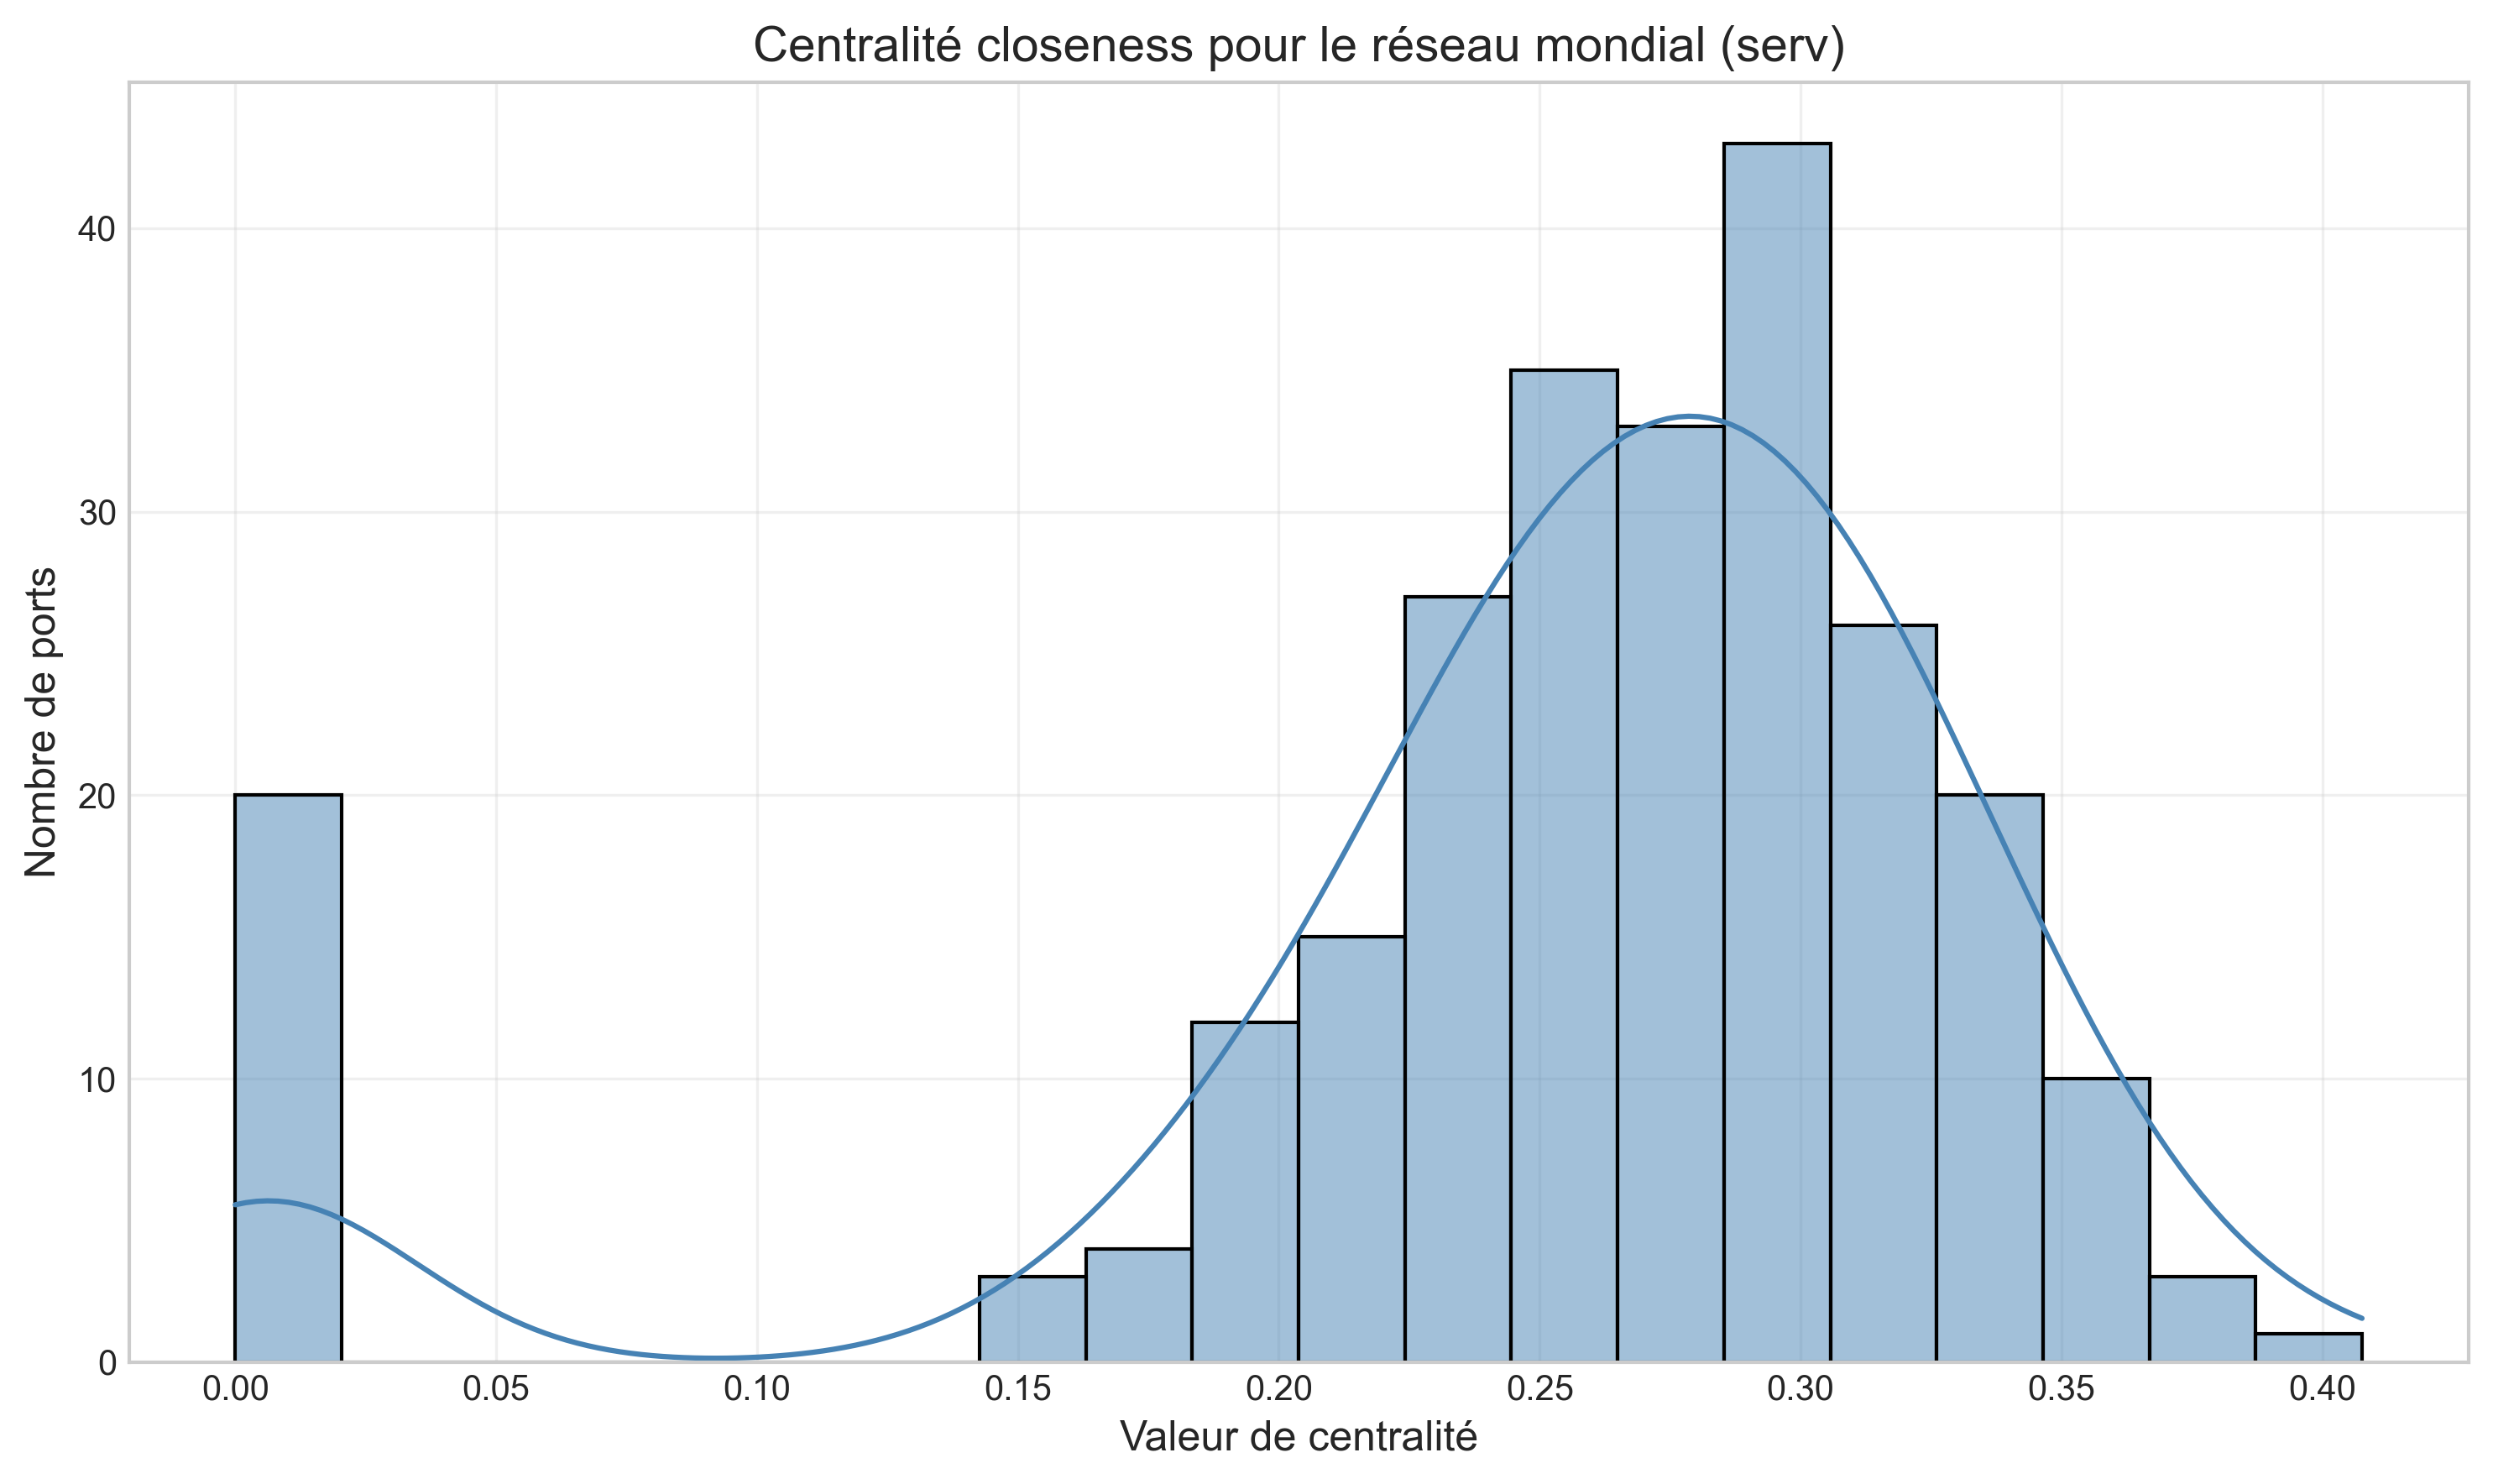 Centralité closeness pour le réseau mondial (serv)
Nombre de ports
40
30
20
10
0
0.00 0.05 0.10 0.15 0.20 0.25 0.30 0.35 0.40
Valeur de centralité